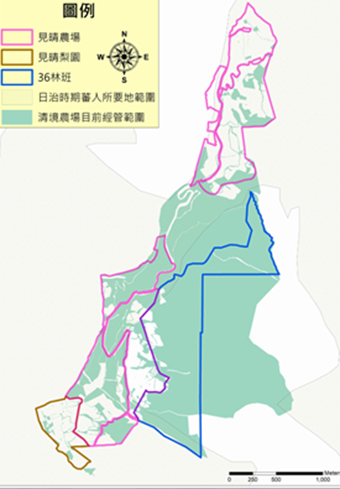 圖例
見晴農場
見晴梨園
36林班
日治時期蕃人所要地範圍
清境農場目前經管範圍
N
W E
S
Meters
0 250 500 1,000